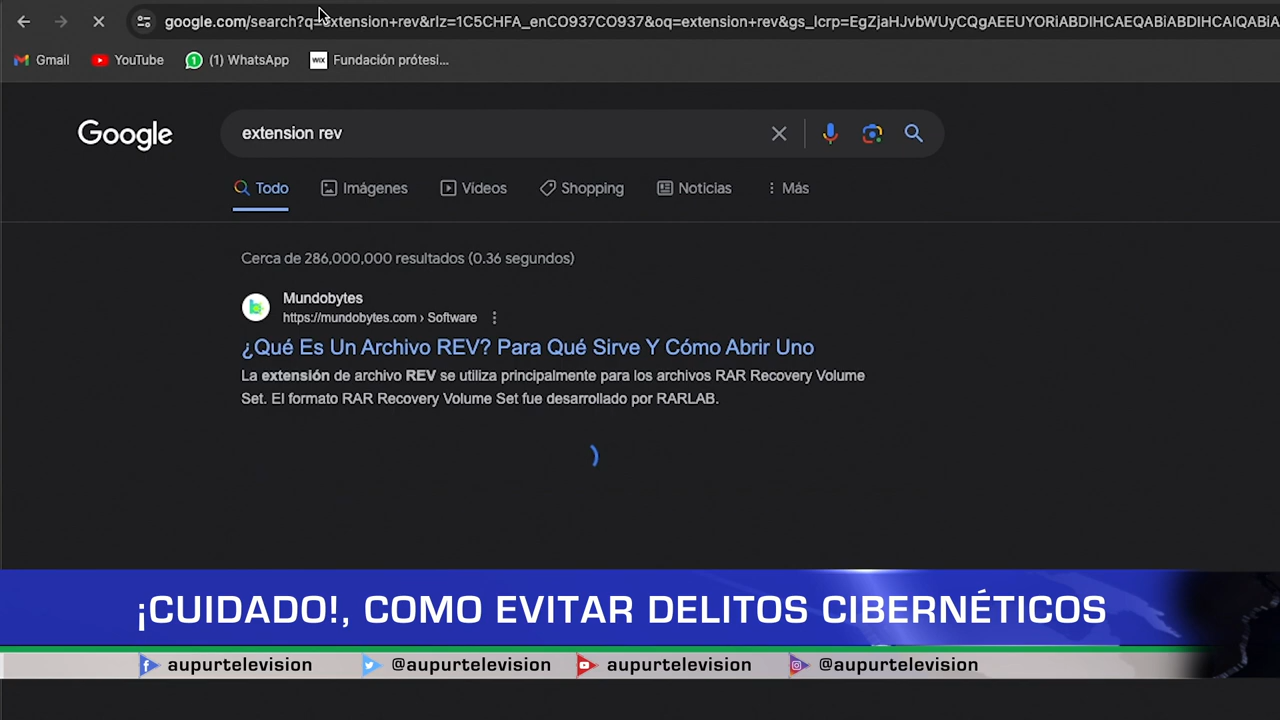 google.com/search?q=extension+rev&rlz=1C5CHFA_enCO937CO937&oq=extension+rev&gs_lcrp=EgZjaHJvbWUyCQgAEEUYORiABDIHCAEQABiABDIHCAIQABi
Gmail YouTube (1) WhatsApp WIX Fundación prótesi...
Google extension rev
Todo Imágenes Videos Shopping Noticias Más
Cerca de 286,000,000 resultados (0.36 segundos)
Mundobytes
https://mundobytes.com › Software
¿Qué Es Un Archivo REV? Para Qué Sirve Y Cómo Abrir Uno
La extensión de archivo REV se utiliza principalmente para los archivos RAR Recovery Volume
Set. El formato RAR Recovery Volume Set fue desarrollado por RARLAB.
¡CUIDADO!, COMO EVITAR DELITOS CIBERNÉTICOS
aupurtelevision @aupurtelevision aupurtelevision @aupurtelevision